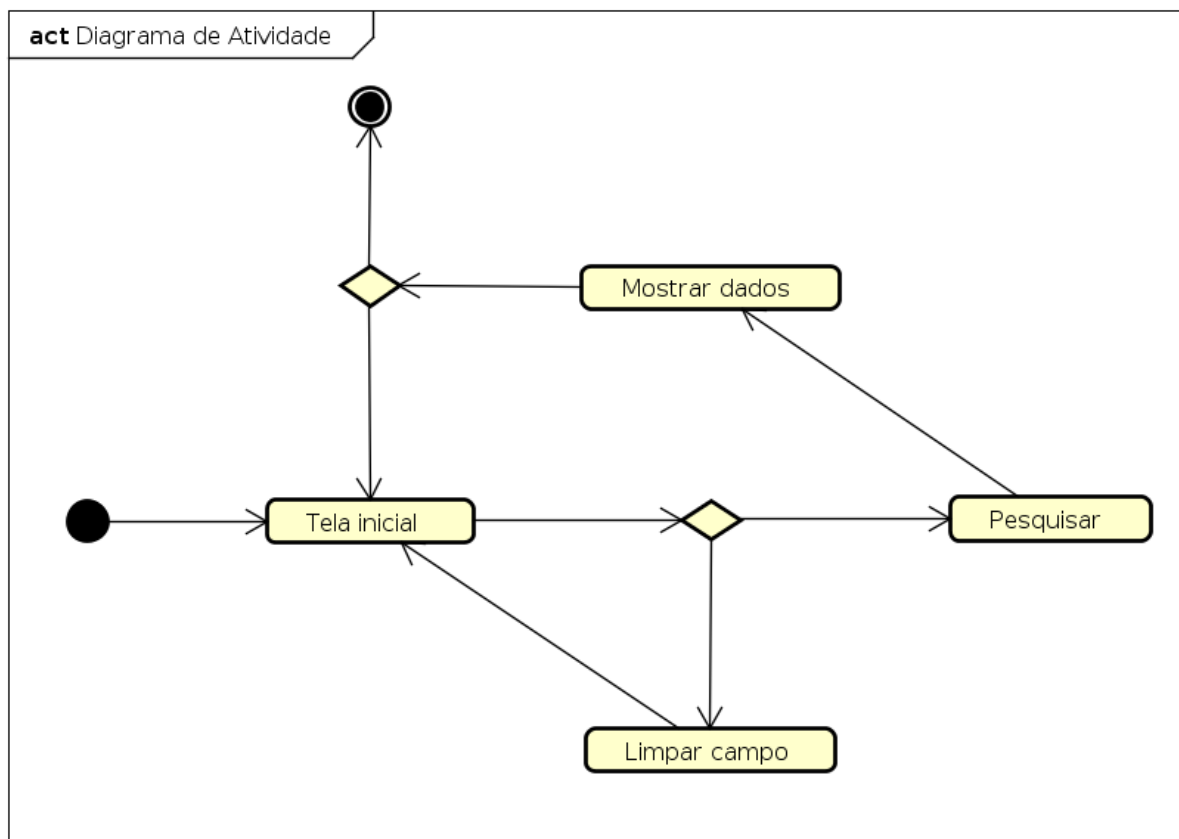 act Diagrama de Atividade
Mostrar dados
Tela inicial
Pesquisar
Limpar campo